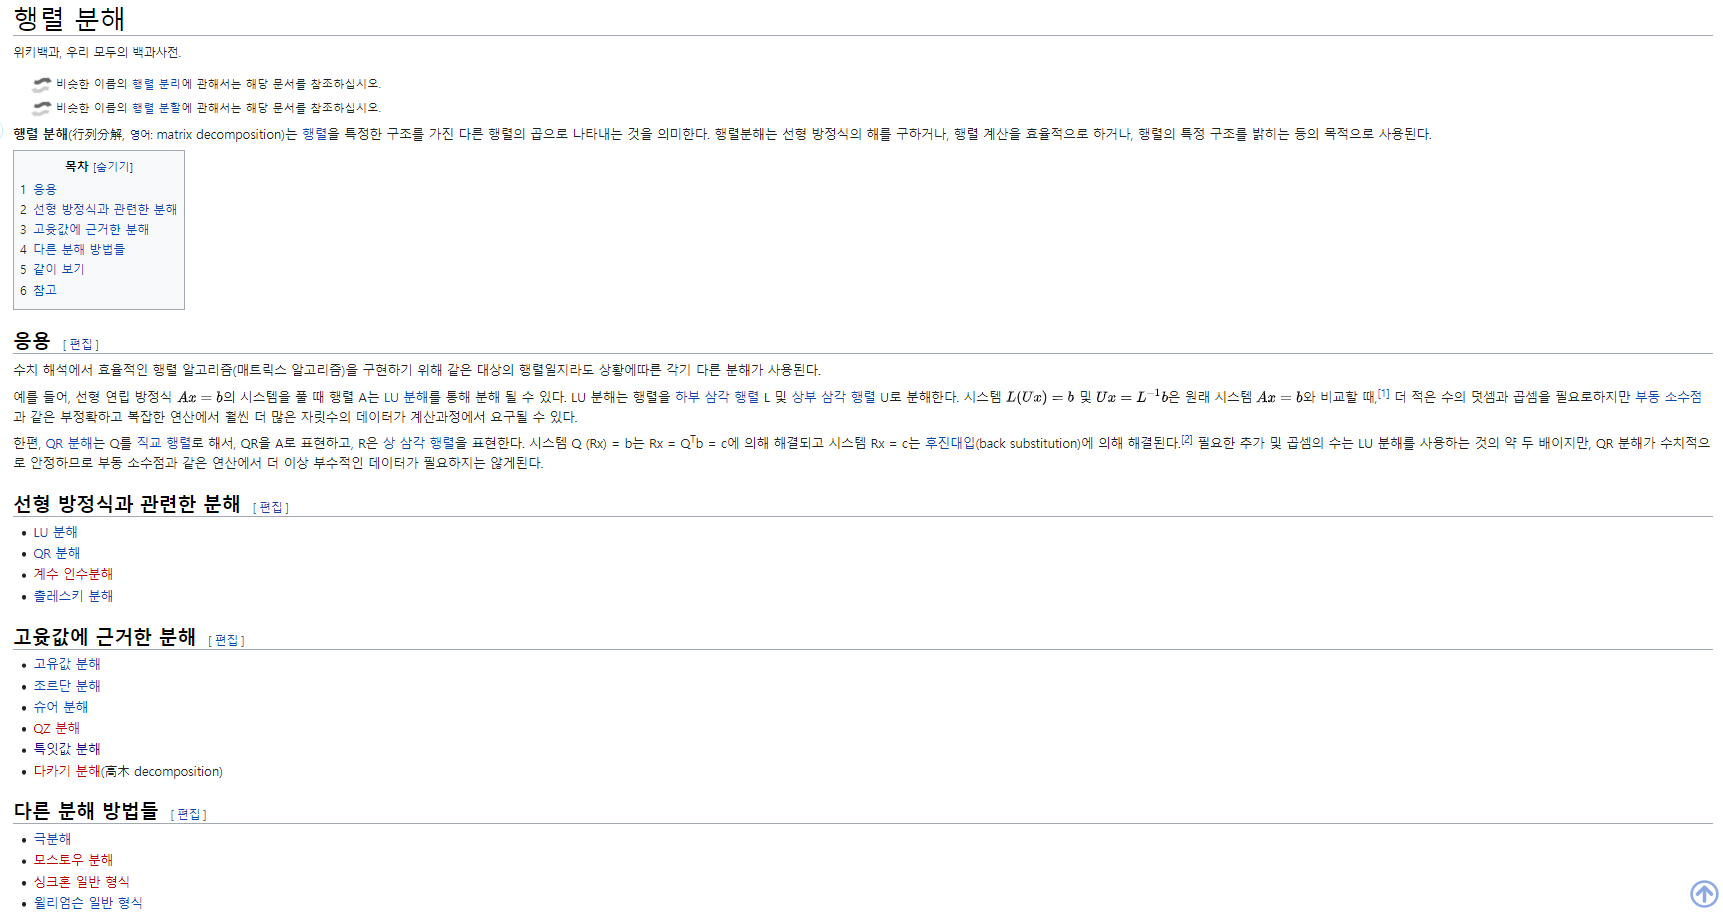 행렬 분해
위키백과, 우리 모두의 백과사전.
비슷한 이름의 행렬 분리에 관해서는 해당 문서를 참조하십시오.
비슷한 이름의 행렬 분할에 관해서는 해당 문서를 참조하십시오.
행렬 분해(行列分解, 영어: matrix decomposition)는 행렬을 특정한 구조를 가진 다른 행렬의 곱으로 나타내는 것을 의미한다. 행렬분해는 선형 방정식의 해를 구하거나, 행렬 계산을 효율적으로 하거나, 행렬의 특정 구조를 밝히는 등의 목적으로 사용된다.
목차 [숨기기]
1 응용
2 선형 방정식과 관련한 분해
3 고윳값에 근거한 분해
4 다른 분해 방법들
5 같이 보기
6 참고
응용 [ 편집 ]
수치 해석에서 효율적인 행렬 알고리즘(매트릭스 알고리즘)을 구현하기 위해 같은 대상의 행렬일지라도 상황에따른 각기 다른 분해가 사용된다.
예를 들어, 선형 연립 방정식 Ax = b의 시스템을 풀 때 행렬 A는 LU 분해를 통해 분해 될 수 있다. LU 분해는 행렬을 하부 삼각 행렬 L 및 상부 삼각 행렬 U로 분해한다. 시스템 L(Ux) = b 및 Ux = L⁻¹b은 원래 시스템 Ax = b와 비교할 때,[1] 더 적은 수의 덧셈과 곱셈을 필요로하지만 부동 소수점
과 같은 부정확하고 복잡한 연산에서 훨씬 더 많은 자릿수의 데이터가 계산과정에서 요구될 수 있다.
한편, QR 분해는 Q를 직교 행렬로 해서, QR을 A로 표현하고, R은 상 삼각 행렬을 표현한다. 시스템 Q (Rx) = b는 Rx = Qᵀb = c에 의해 해결되고 시스템 Rx = c는 후진대입(back substitution)에 의해 해결된다.[2] 필요한 추가 및 곱셈의 수는 LU 분해를 사용하는 것의 약 두 배이지만, QR 분해가 수치적으
로 안정하므로 부동 소수점과 같은 연산에서 더 이상 부수적인 데이터가 필요하지는 않게된다.
선형 방정식과 관련한 분해 [ 편집 ]
• LU 분해
• QR 분해
• 계수 인수분해
• 촐레스키 분해
고윳값에 근거한 분해 [ 편집 ]
• 고유값 분해
• 조르단 분해
• 슈어 분해
• QZ 분해
• 특잇값 분해
• 다카기 분해(高木 decomposition)
다른 분해 방법들 [ 편집 ]
• 극분해
• 모스토우 분해
• 싱크혼 일반 형식
• 윌리엄슨 일반 형식